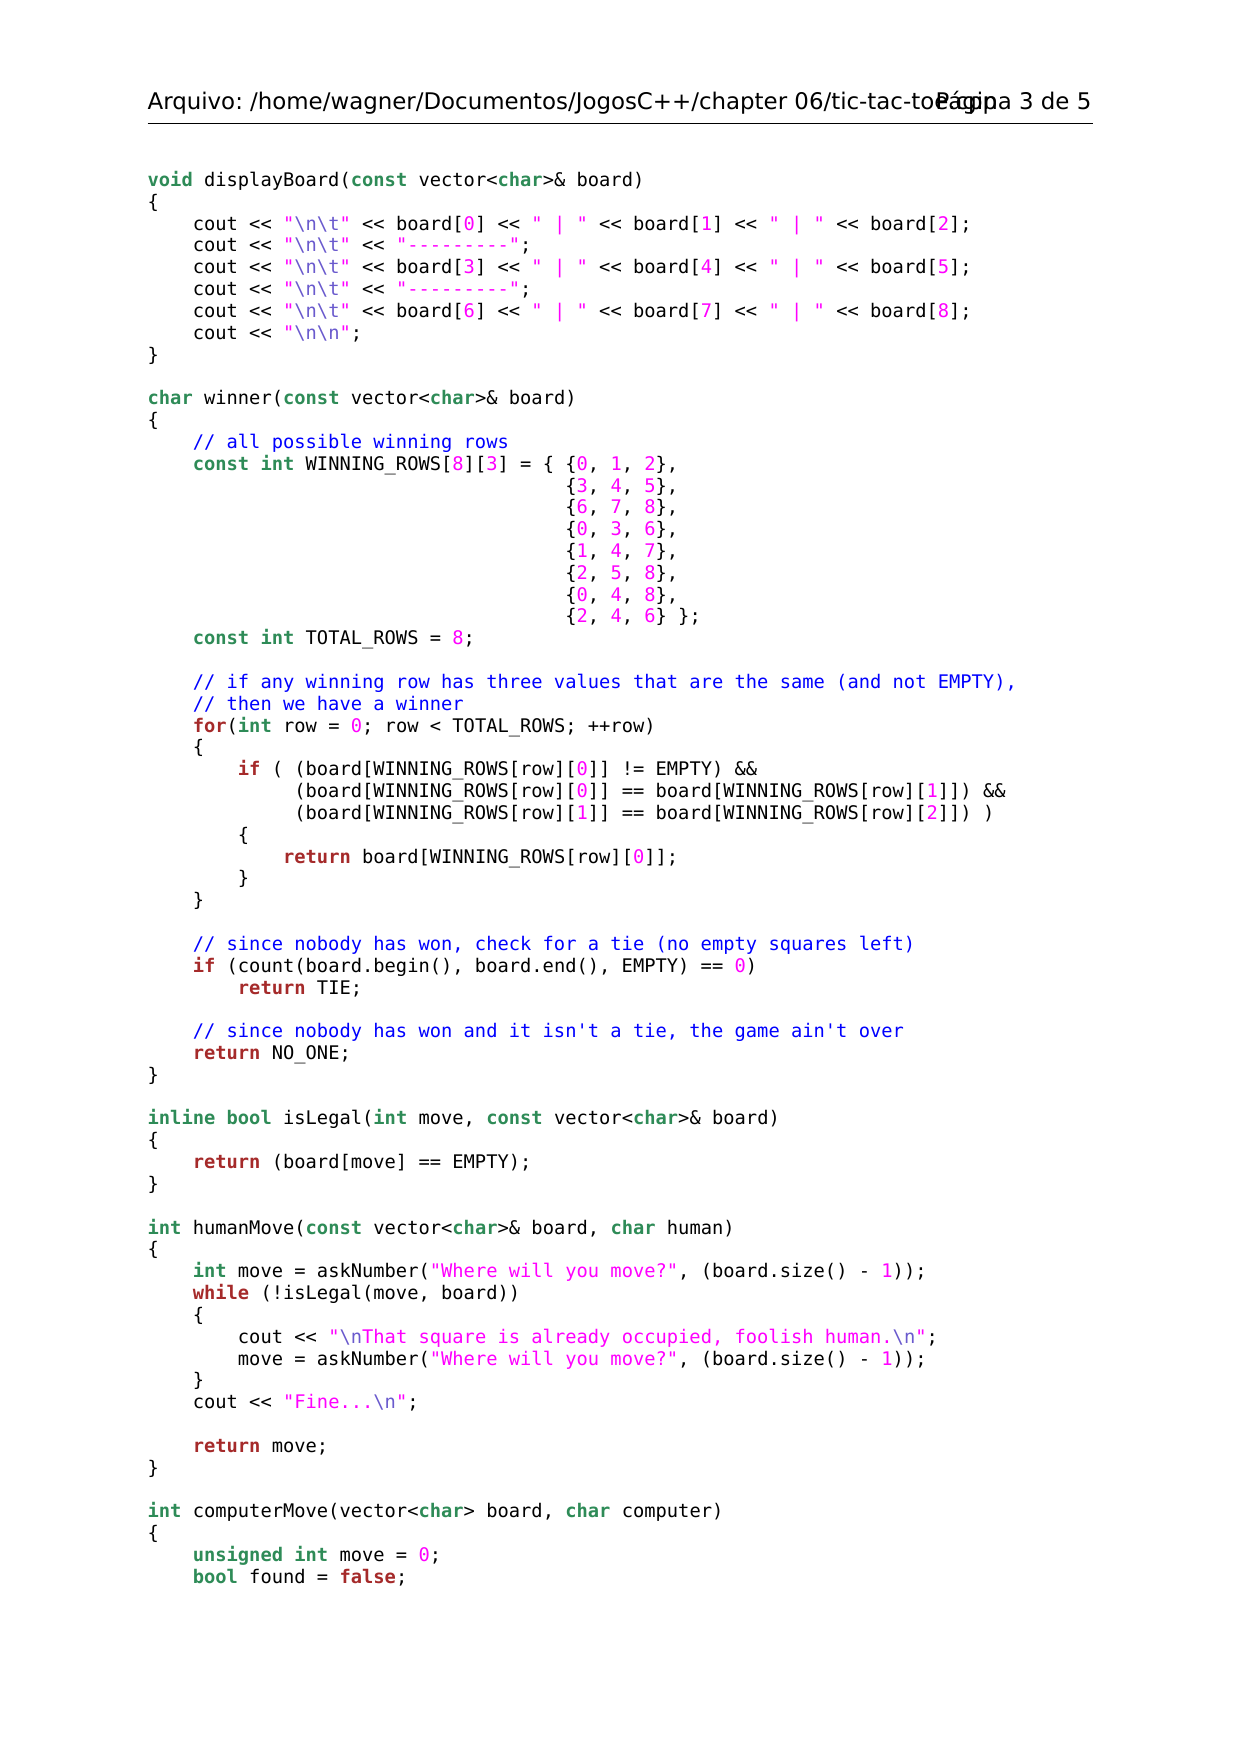 Arquivo: /home/wagner/Documentos/JogosC++/chapter 06/tic-tac-toe.cpp Página 3 de 5
void displayBoard(const vector<char>& board)
{
    cout << "\n\t" << board[0] << " | " << board[1] << " | " << board[2];
    cout << "\n\t" << "---------";
    cout << "\n\t" << board[3] << " | " << board[4] << " | " << board[5];
    cout << "\n\t" << "---------";
    cout << "\n\t" << board[6] << " | " << board[7] << " | " << board[8];
    cout << "\n\n";
}

char winner(const vector<char>& board)
{
    // all possible winning rows
    const int WINNING_ROWS[8][3] = { {0, 1, 2},
                                     {3, 4, 5},
                                     {6, 7, 8},
                                     {0, 3, 6},
                                     {1, 4, 7},
                                     {2, 5, 8},
                                     {0, 4, 8},
                                     {2, 4, 6} };
    const int TOTAL_ROWS = 8;

    // if any winning row has three values that are the same (and not EMPTY),
    // then we have a winner
    for(int row = 0; row < TOTAL_ROWS; ++row)
    {
        if ( (board[WINNING_ROWS[row][0]] != EMPTY) &&
             (board[WINNING_ROWS[row][0]] == board[WINNING_ROWS[row][1]]) &&
             (board[WINNING_ROWS[row][1]] == board[WINNING_ROWS[row][2]]) )
        {
            return board[WINNING_ROWS[row][0]];
        }
    }

    // since nobody has won, check for a tie (no empty squares left)
    if (count(board.begin(), board.end(), EMPTY) == 0)
        return TIE;

    // since nobody has won and it isn't a tie, the game ain't over
    return NO_ONE;
}

inline bool isLegal(int move, const vector<char>& board)
{
    return (board[move] == EMPTY);
}

int humanMove(const vector<char>& board, char human)
{
    int move = askNumber("Where will you move?", (board.size() - 1));
    while (!isLegal(move, board))
    {
        cout << "\nThat square is already occupied, foolish human.\n";
        move = askNumber("Where will you move?", (board.size() - 1));
    }
    cout << "Fine...\n";

    return move;
}

int computerMove(vector<char> board, char computer)
{
    unsigned int move = 0;
    bool found = false;